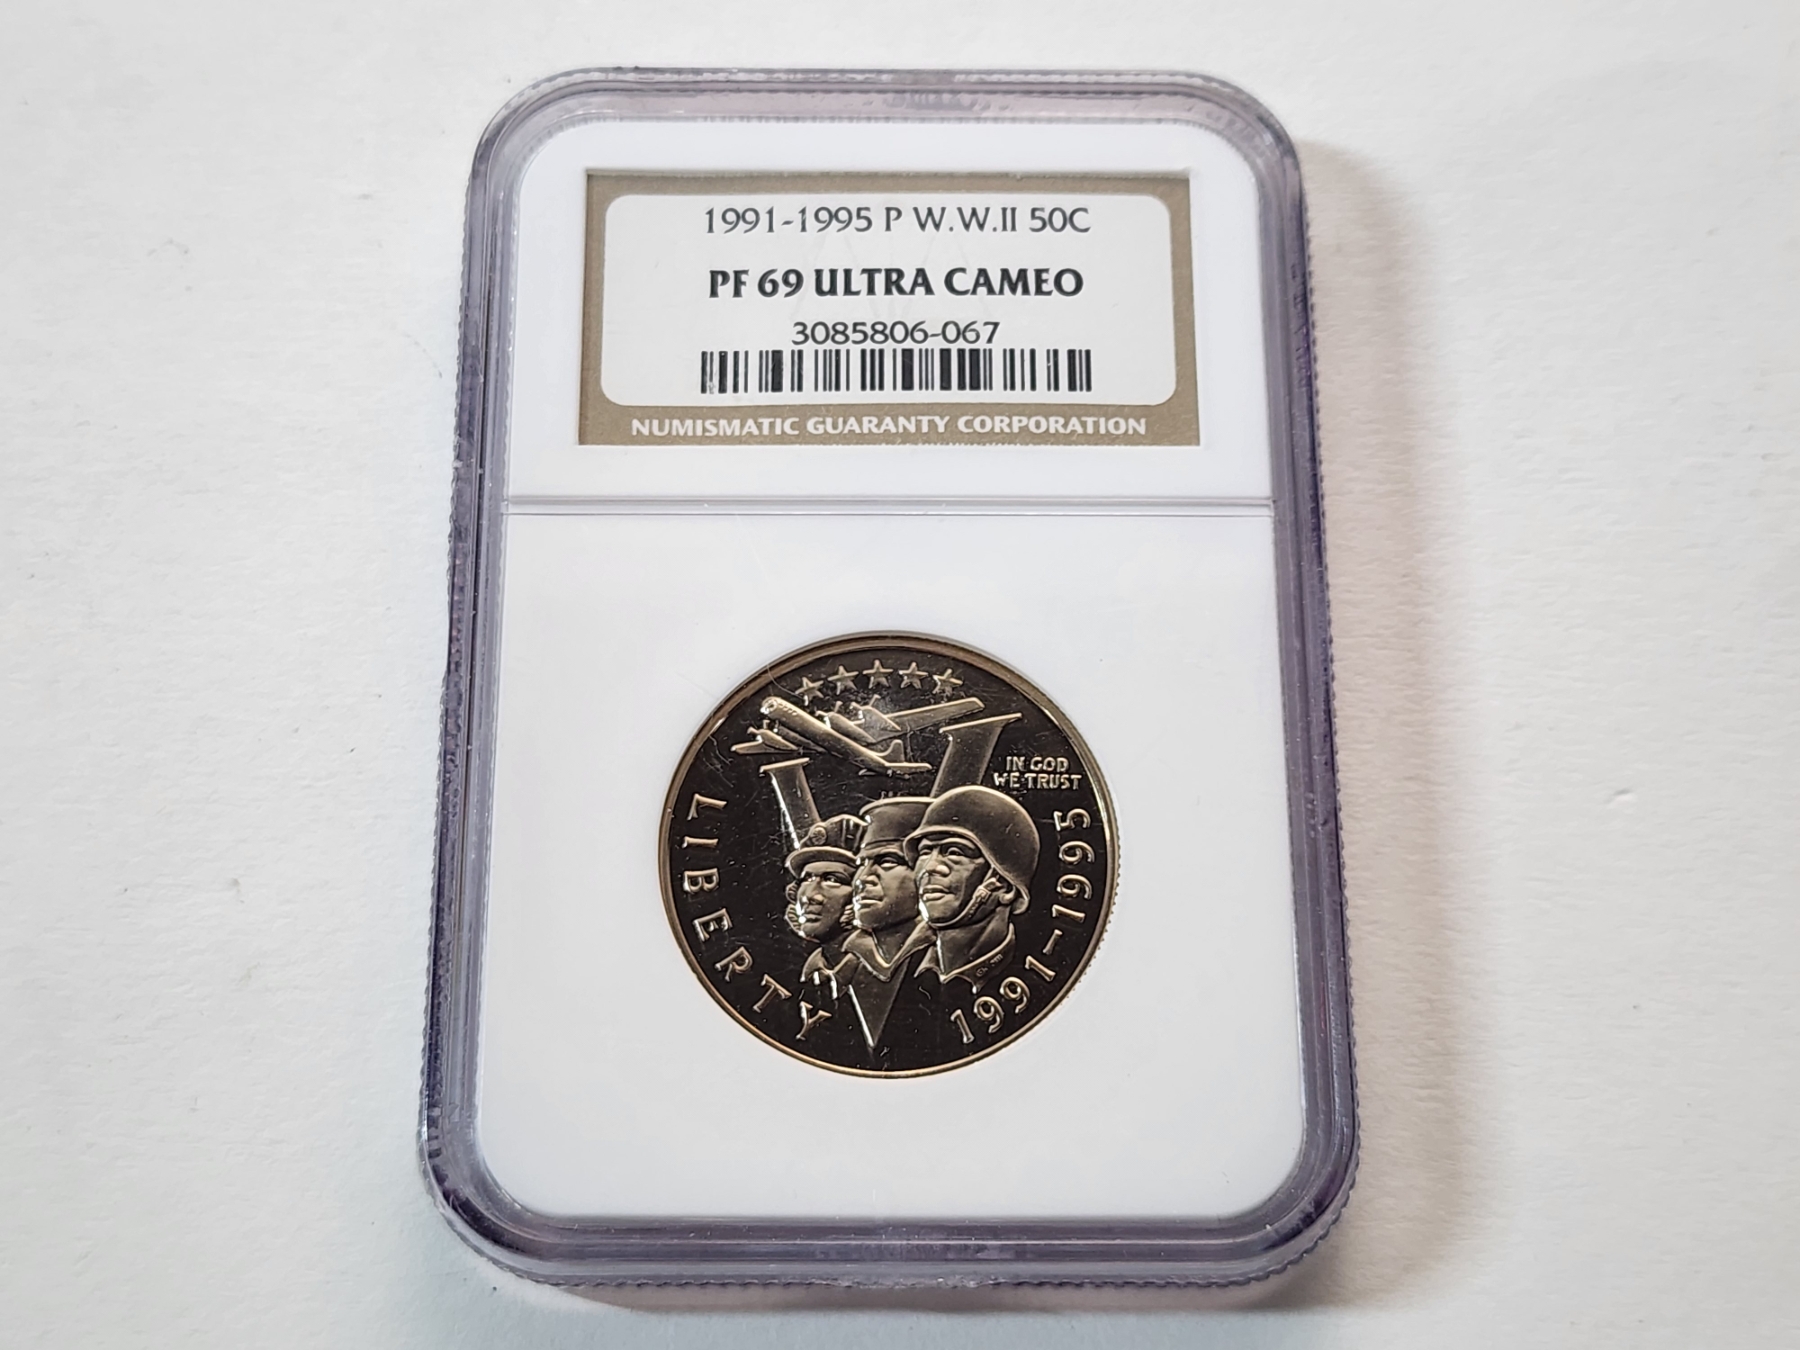 1991-1995 P W.W.II 50C
PF 69 ULTRA CAMEO
3085806-067
NUMISMATIC GUARANTY CORPORATION
IN GOD
WE TRUST
LIBERTY
1991-1995